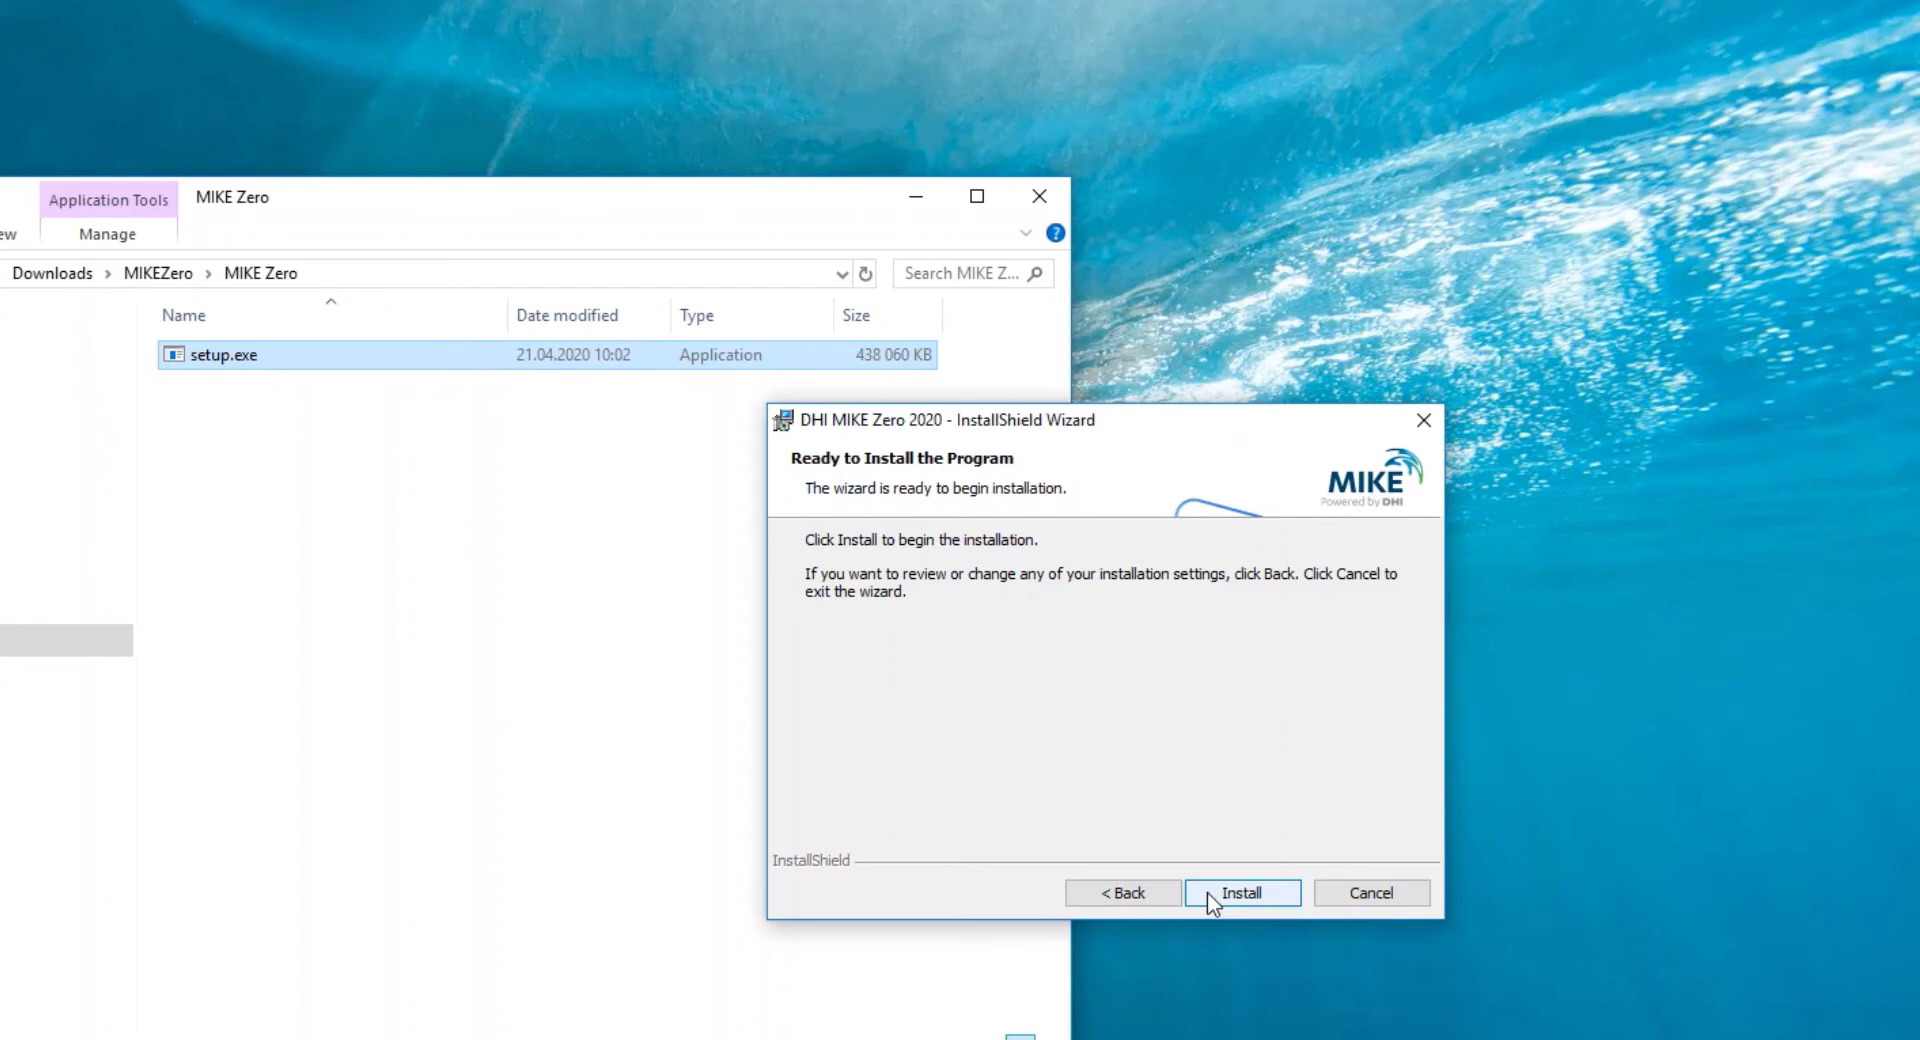 Application Tools
MIKE Zero
ew
Manage
?
Downloads > MIKEZero > MIKE Zero
Search MIKE Z...
Name
Date modified
Type
Size
setup.exe
21.04.2020 10:02
Application
438 060 KB
DHI MIKE Zero 2020 - InstallShield Wizard
Ready to Install the Program
The wizard is ready to begin installation.
MIKE
Powered by DHI
Click Install to begin the installation.
If you want to review or change any of your installation settings, click Back. Click Cancel to
exit the wizard.
InstallShield
< Back
Install
Cancel